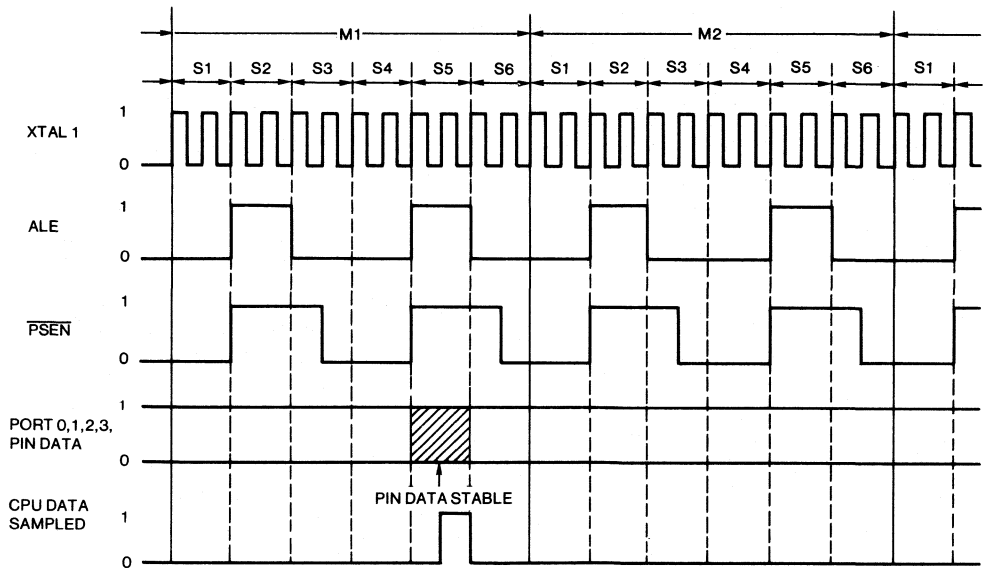 M1 M2
S1 S2 S3 S4 S5 S6 S1 S2 S3 S4 S5 S6 S1
XTAL 1 1
0
ALE 1
0
PSEN 1
0
PORT 0,1,2,3, 1
PIN DATA
0
PIN DATA STABLE
CPU DATA
SAMPLED 1
0